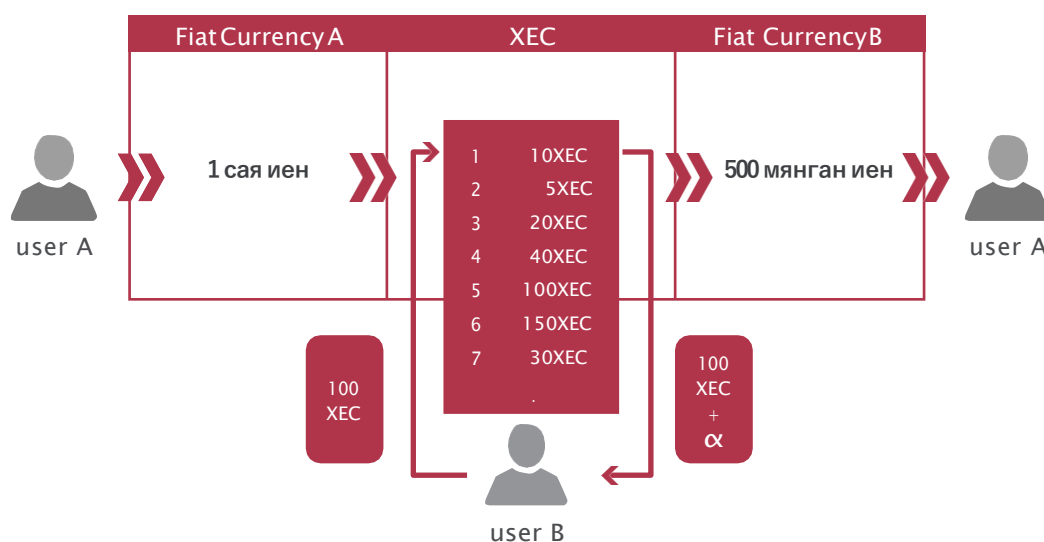 Fiat Currency A
XEC
Fiat Currency B
1 сая иен
500 мянган иен
1 10XEC
2 5XEC
3 20XEC
4 40XEC
5 100XEC
6 150XEC
7 30XEC
.
user A
user A
100
XEC
100
XEC
+
α
user B